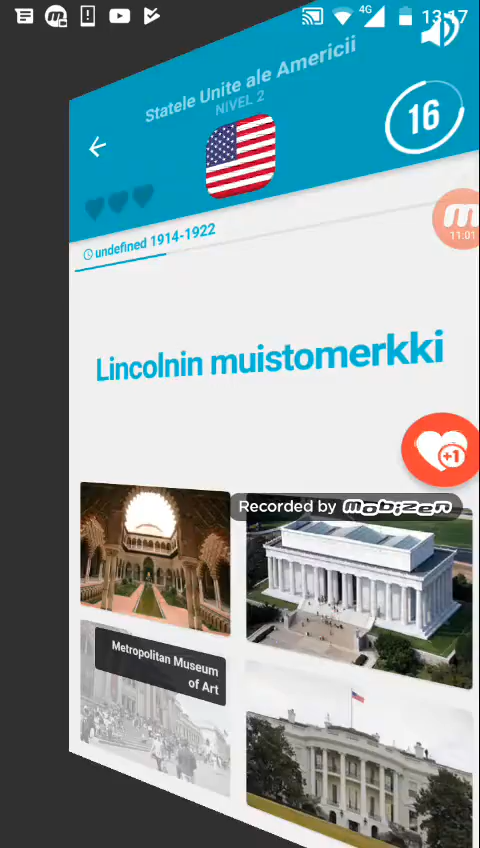 4G
13:17
Statele Unite ale Americii
NIVEL 2
16
undefined 1914-1922
11:01
Lincolnin muistomerkki
+1
Recorded by MOBIZEN
Metropolitan Museum
of Art